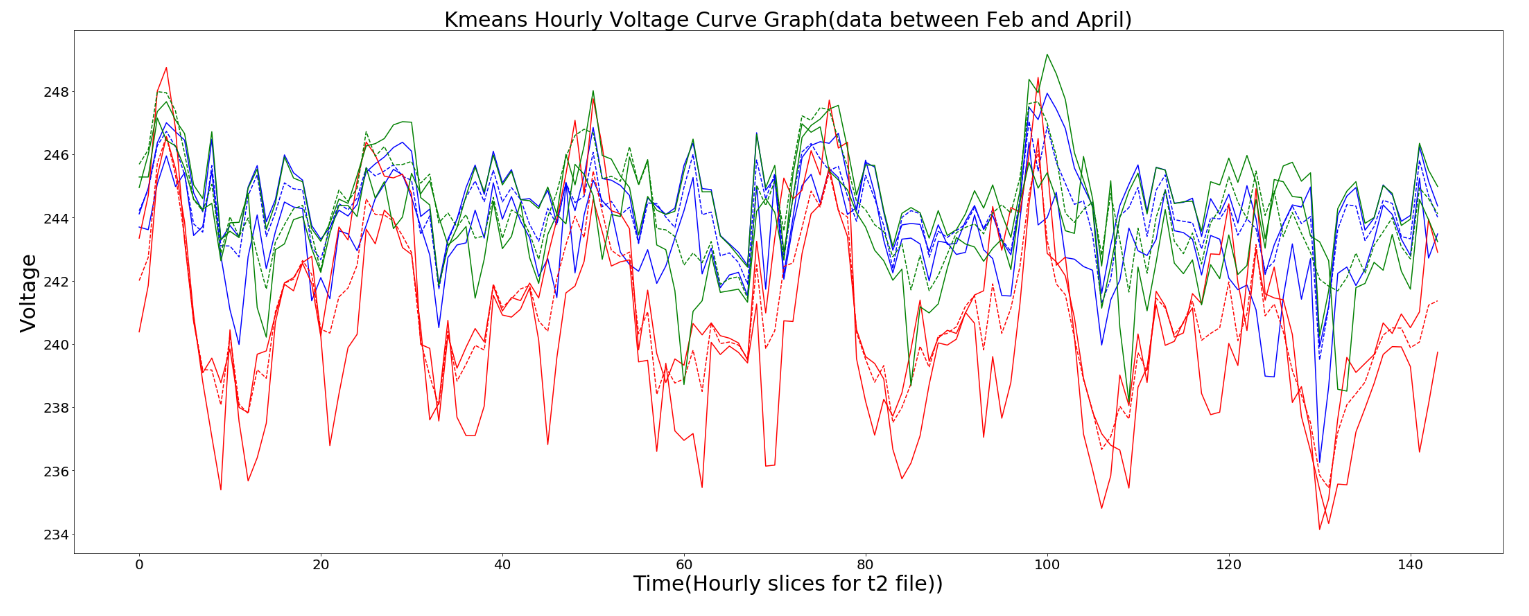 Kmeans Hourly Voltage Curve Graph(data between Feb and April)
248
246
244
242
240
238
236
234
Voltage
0 20 40 60 80 100 120 140
Time(Hourly slices for t2 file))